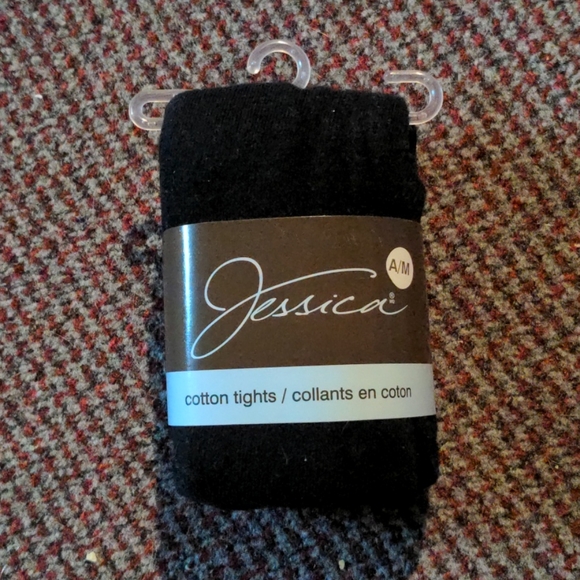 A/M
Jessica®
cotton tights / collants en coton